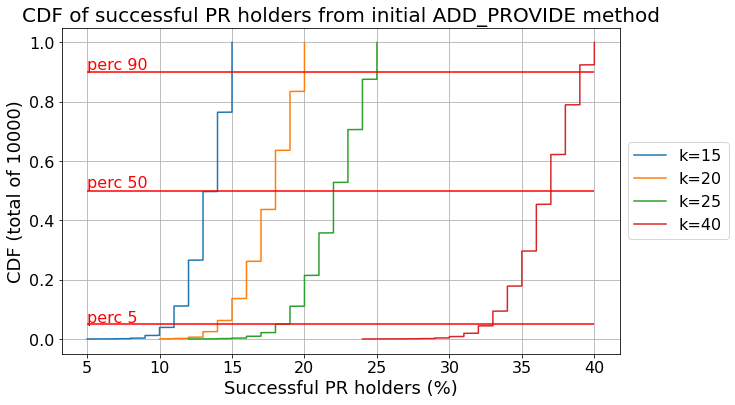 CDF of successful PR holders from initial ADD_PROVIDE method
CDF (total of 10000)
1.0
0.8
0.6
0.4
0.2
0.0
perc 90
perc 50
perc 5
5
10
15
20
25
30
35
40
Successful PR holders (%)
k=15
k=20
k=25
k=40